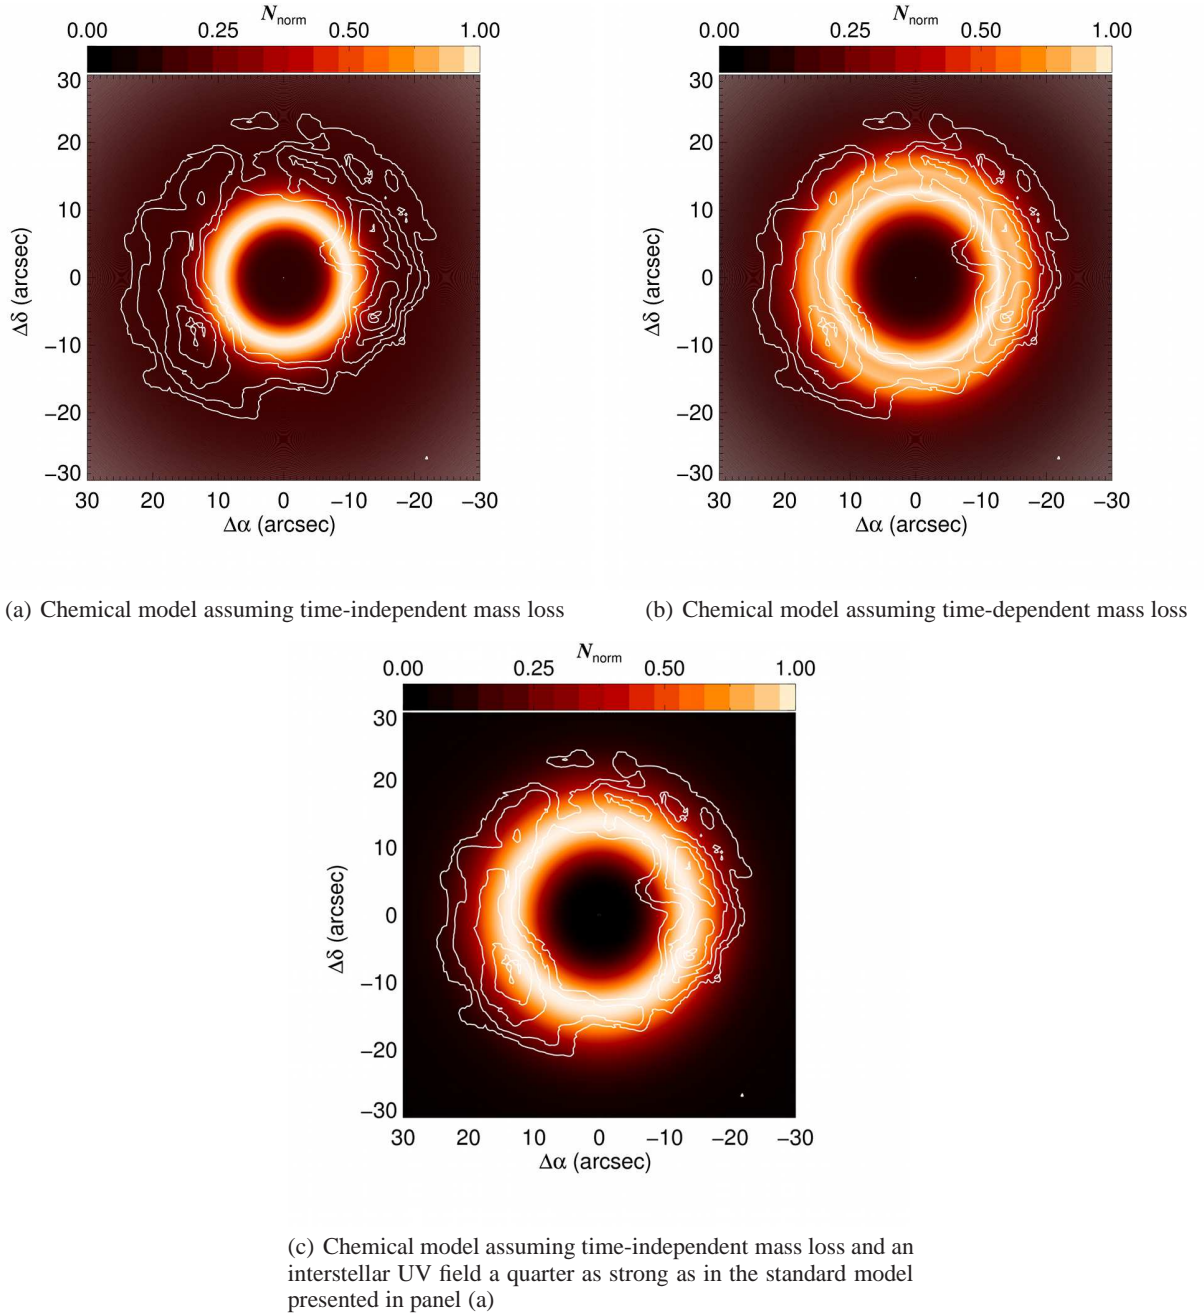 N_norm
0.00 0.25 0.50 1.00
30
20
10
0
−10
−20
−30
Δδ (arcsec)
30 20 10 0 −10 −20 −30
Δα (arcsec)
(a) Chemical model assuming time-independent mass loss
N_norm
0.00 0.25 0.50 1.00
30
20
10
0
−10
−20
−30
Δδ (arcsec)
30 20 10 0 −10 −20 −30
Δα (arcsec)
(b) Chemical model assuming time-dependent mass loss
N_norm
0.00 0.25 0.50 1.00
30
20
10
0
−10
−20
−30
Δδ (arcsec)
30 20 10 0 −10 −20 −30
Δα (arcsec)
(c) Chemical model assuming time-independent mass loss and an
interstellar UV field a quarter as strong as in the standard model
presented in panel (a)